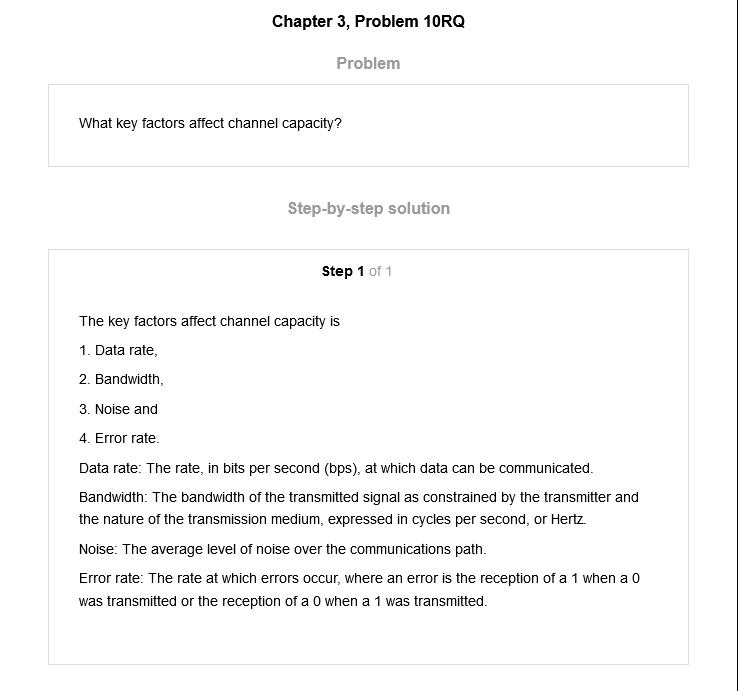 Chapter 3, Problem 10RQ
Problem
What key factors affect channel capacity?
Step-by-step solution
Step 1 of 1
The key factors affect channel capacity is
1. Data rate,
2. Bandwidth,
3. Noise and
4. Error rate.
Data rate: The rate, in bits per second (bps), at which data can be communicated.
Bandwidth: The bandwidth of the transmitted signal as constrained by the transmitter and
the nature of the transmission medium, expressed in cycles per second, or Hertz.
Noise: The average level of noise over the communications path.
Error rate: The rate at which errors occur, where an error is the reception of a 1 when a 0
was transmitted or the reception of a 0 when a 1 was transmitted.